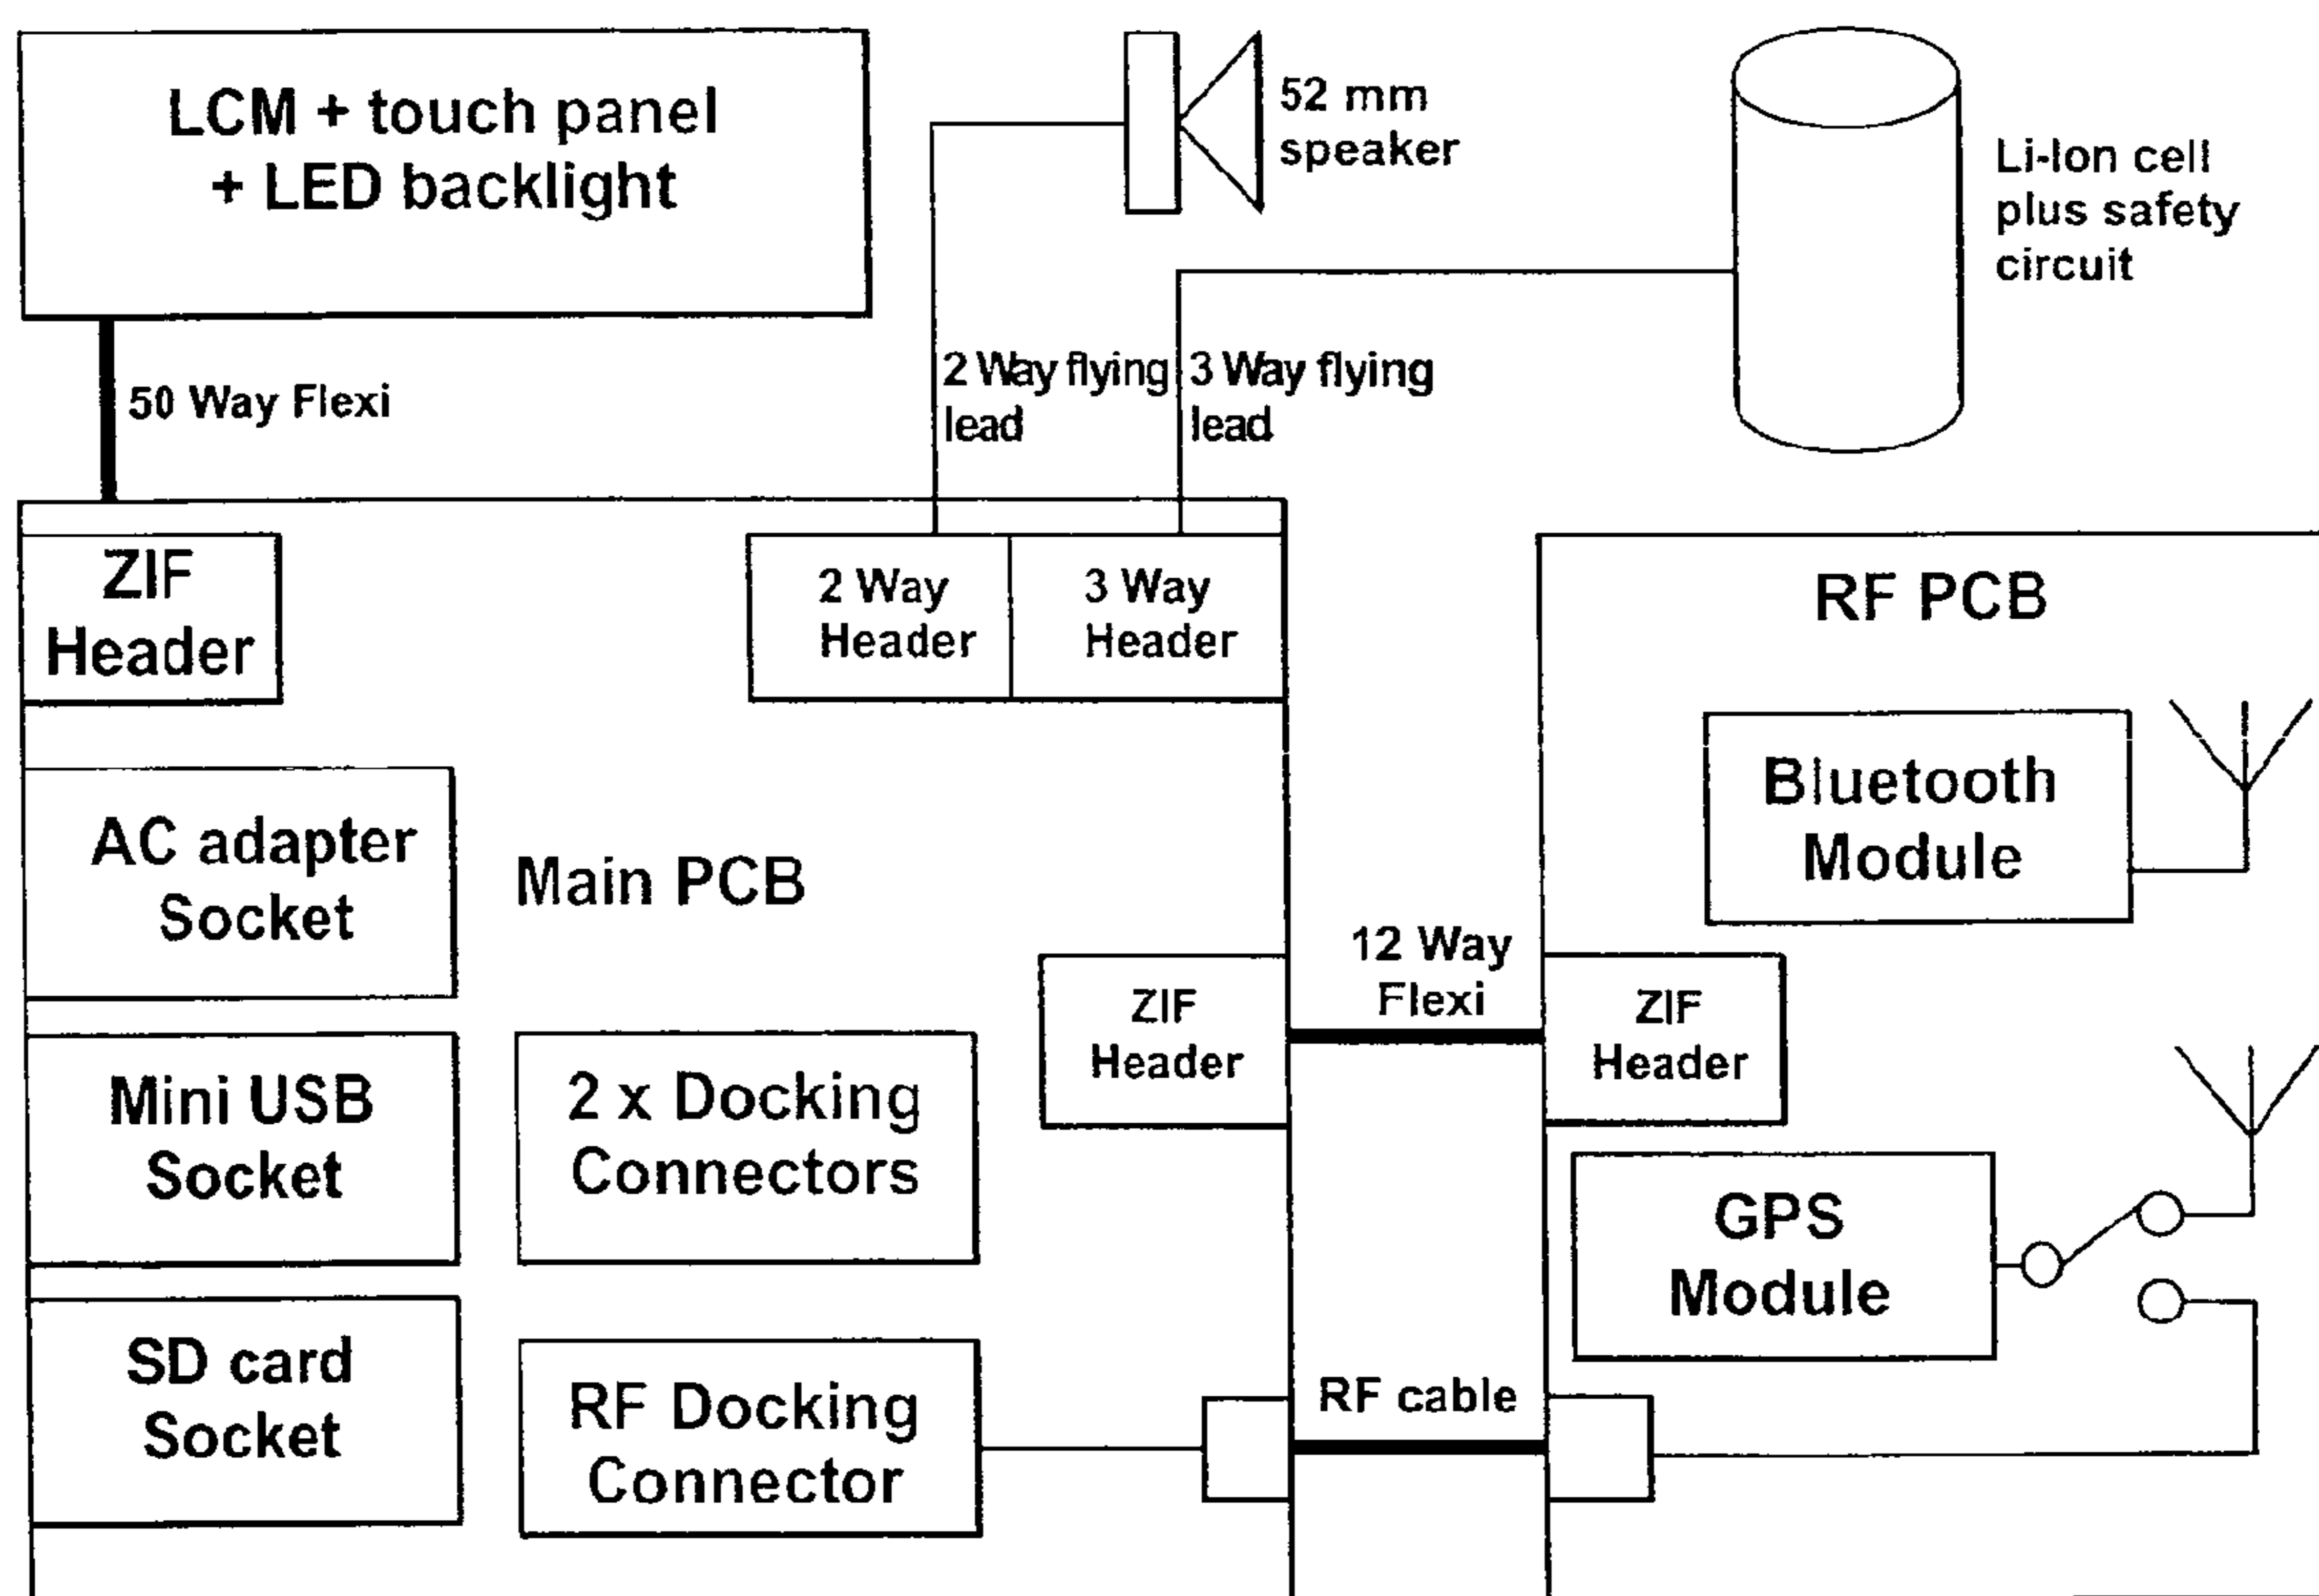 LCM + touch panel
+ LED backlight
52 mm
speaker
Li-Ion cell
plus safety
circuit
50 Way Flexi
2 Way flying
lead
3 Way flying
lead
ZIF
Header
2 Way
Header
3 Way
Header
RF PCB
Bluetooth
Module
AC adapter
Socket
Main PCB
12 Way
Flexi
ZIF
Header
ZIF
Header
Mini USB
Socket
2 x Docking
Connectors
GPS
Module
SD card
Socket
RF Docking
Connector
RF cable